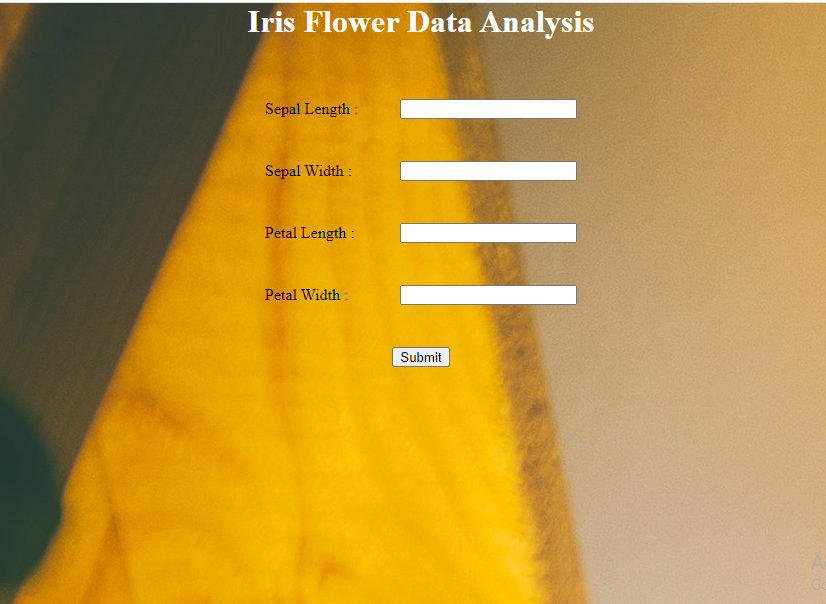 Iris Flower Data Analysis
Sepal Length :
Sepal Width :
Petal Length :
Petal Width :
Submit